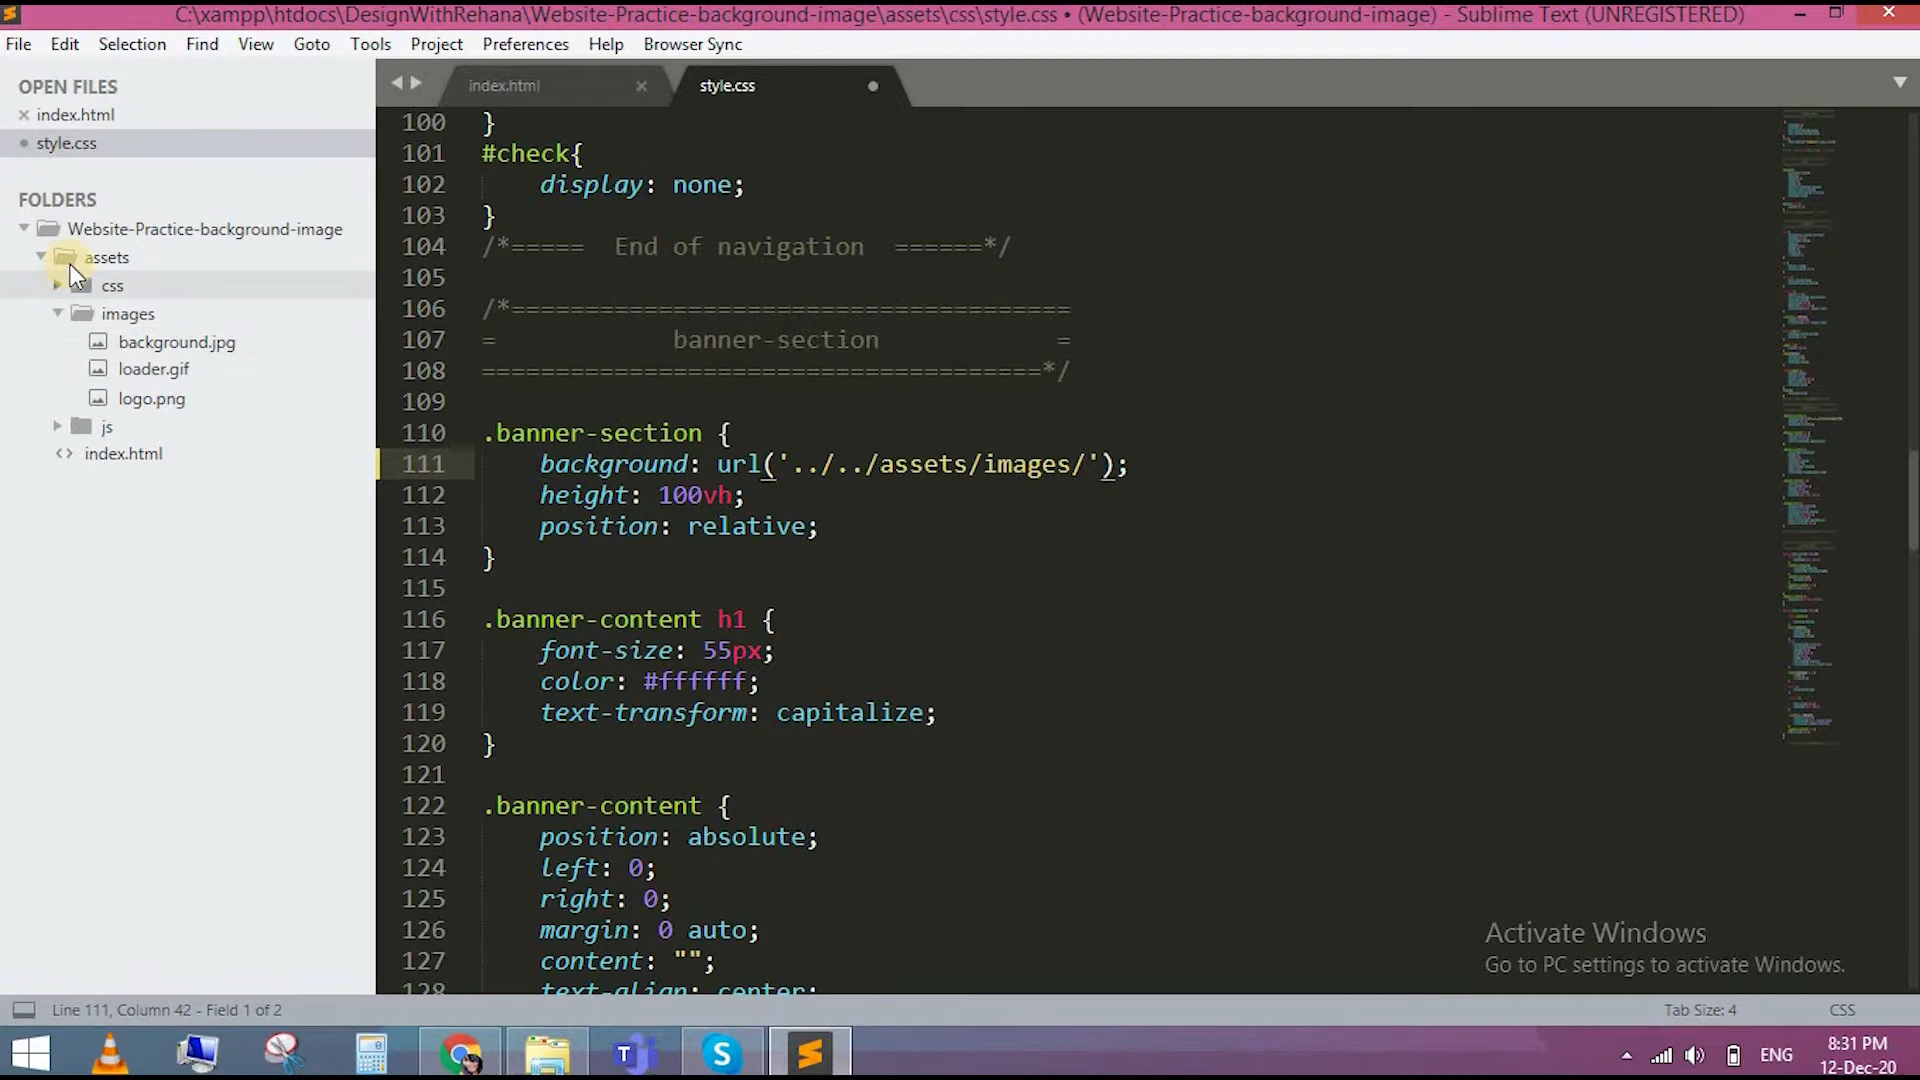 C:\xampp\htdocs\DesignWithRehana\Website-Practice-background-image\assets\css\style.css • (Website-Practice-background-image) - Sublime Text (UNREGISTERED)
File Edit Selection Find View Goto Tools Project Preferences Help Browser Sync
OPEN FILES
index.html
style.css
FOLDERS
Website-Practice-background-image
assets
css
images
background.jpg
loader.gif
logo.png
js
index.html
index.html style.css
100 }
101 #check{
102 display: none;
103 }
104 /*===== End of navigation ======*/
105
106 /*======================================
107 = banner-section =
108 ======================================*/
109
110 .banner-section {
111 background: url('../../assets/images/');
112 height: 100vh;
113 position: relative;
114 }
115
116 .banner-content h1 {
117 font-size: 55px;
118 color: #ffffff;
119 text-transform: capitalize;
120 }
121
122 .banner-content {
123 position: absolute;
124 left: 0;
125 right: 0;
126 margin: 0 auto;
127 content: "";
128 text-align: center;
Activate Windows
Go to PC settings to activate Windows.
Line 111, Column 42 - Field 1 of 2
Tab Size: 4 CSS
ENG
8:31 PM
12-Dec-20